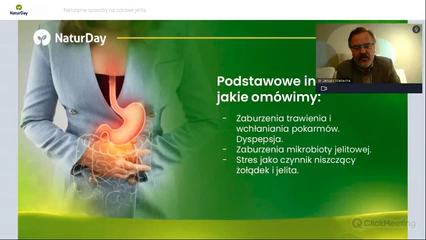 NaturDay
Naturalne sposoby na zdrowe jelita
NaturDay
Podstawowe in
jakie omówimy:
- Zaburzenia trawienia i
wchłaniania pokarmów.
Dyspepsja.
- Zaburzenia mikrobioty jelitowej.
- Stres jako czynnik niszczący
żołądek i jelita.
ClickMeeting